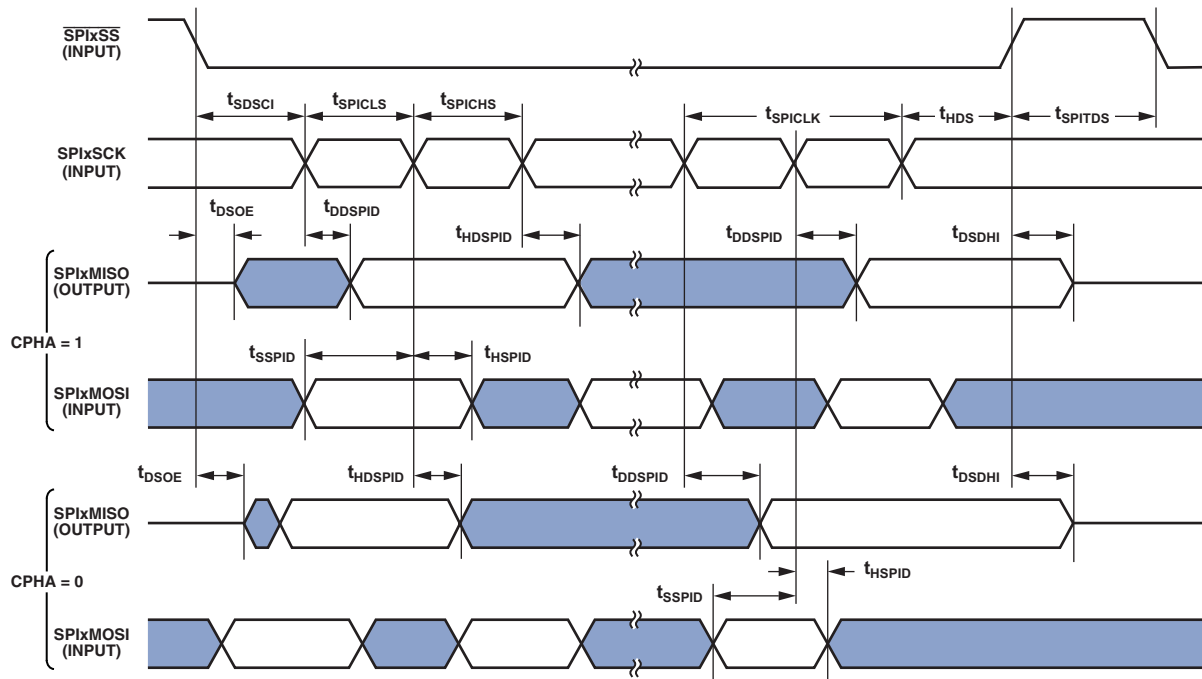 SPIxSS
(INPUT)
tSDSCI tSPICLS tSPICHS tSPICLK tHDS tSPITDS
SPIxSCK
(INPUT)
tDSOE tDDSPID tHDSPID tDDSPID tDSDHI
SPIxMISO
(OUTPUT)
CPHA = 1
tSSPID tHSPID
SPIxMOSI
(INPUT)
tDSOE tHDSPID tDDSPID tDSDHI
SPIxMISO
(OUTPUT)
CPHA = 0
tSSPID tHSPID
SPIxMOSI
(INPUT)